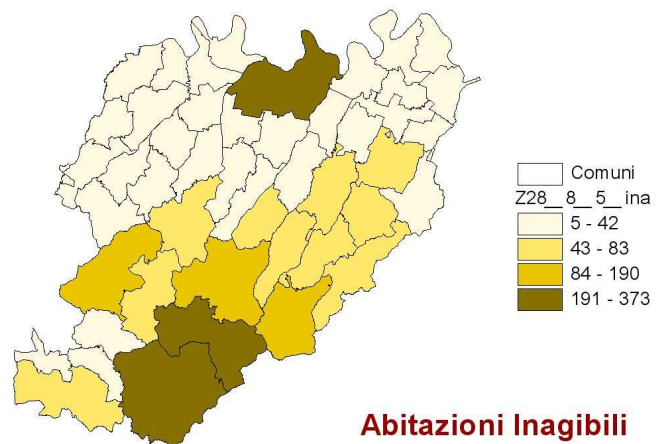 Comuni
Z28__8__5__ina
5 - 42
43 - 83
84 - 190
191 - 373
Abitazioni Inagibili